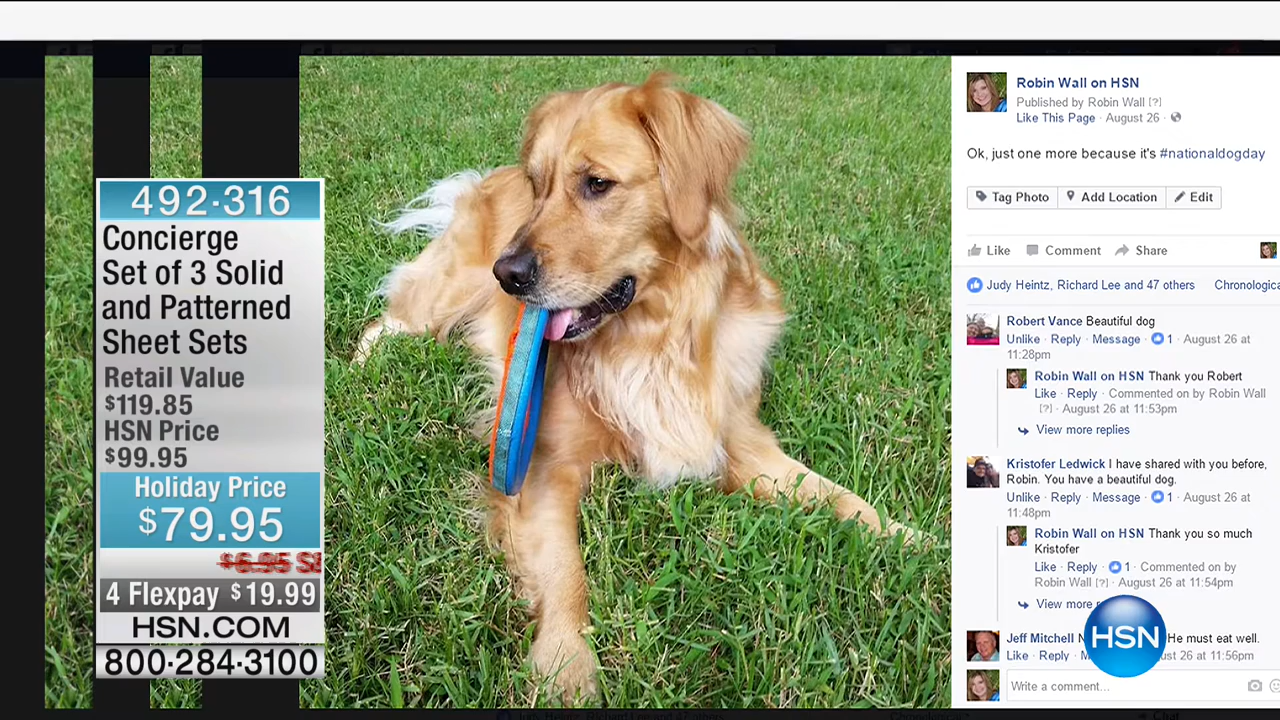 492·316
Concierge
Set of 3 Solid
and Patterned
Sheet Sets
Retail Value
$119.85
HSN Price
$99.95
Holiday Price
$79.95
$6.95
4 Flexpay $19.99
HSN.COM
800·284·3100
Robin Wall on HSN
Published by Robin Wall [?]
Like This Page · August 26 ·
Ok, just one more because it's #nationaldogday
Tag Photo Add Location Edit
Like Comment Share
Judy Heintz, Richard Lee and 47 others Chronologica
Robert Vance Beautiful dog
Unlike · Reply · Message · 1 · August 26 at
11:28pm
Robin Wall on HSN Thank you Robert
Like · Reply · Commented on by Robin Wall
[?] · August 26 at 11:53pm
View more replies
Kristofer Ledwick I have shared with you before,
Robin. You have a beautiful dog.
Unlike · Reply · Message · 1 · August 26 at
11:48pm
Robin Wall on HSN Thank you so much
Kristofer
Like · Reply · 1 · Commented on by
Robin Wall [?] · August 26 at 11:54pm
View more
Jeff Mitchell He must eat well.
Like · Reply · August 26 at 11:56pm
HSN
Write a comment...